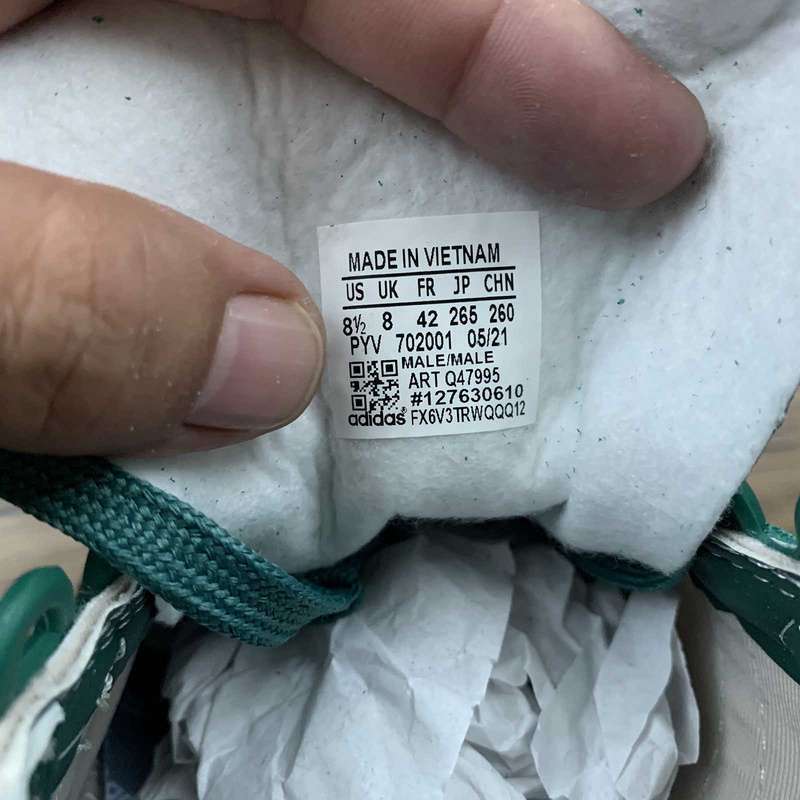 MADE IN VIETNAM
US UK FR JP CHN
8½ 8 42 265 260
PYV 702001 05/21
MALE/MALE
ART Q47995
#127630610
adidas FX6V3TRWQQQ12